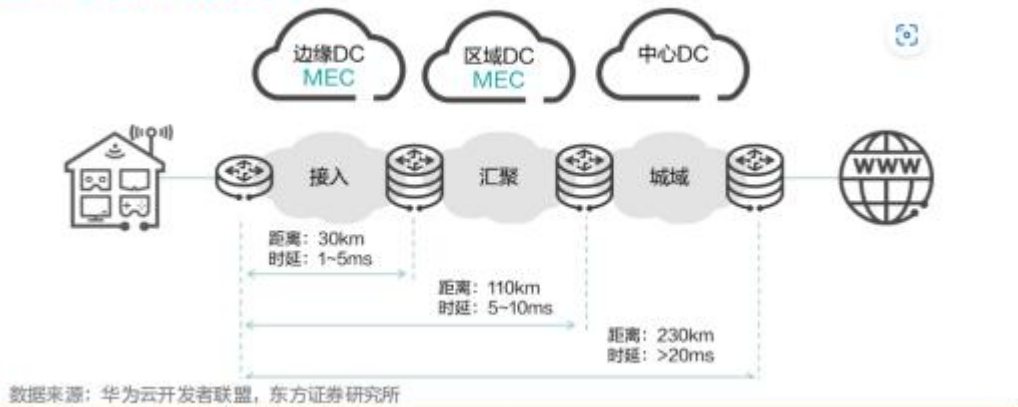 边缘DC
MEC
区域DC
MEC
中心DC
接入
汇聚
城域
WWW
距离：30km
时延：1~5ms
距离：110km
时延：5~10ms
距离：230km
时延：>20ms
数据来源：华为云开发者联盟，东方证券研究所